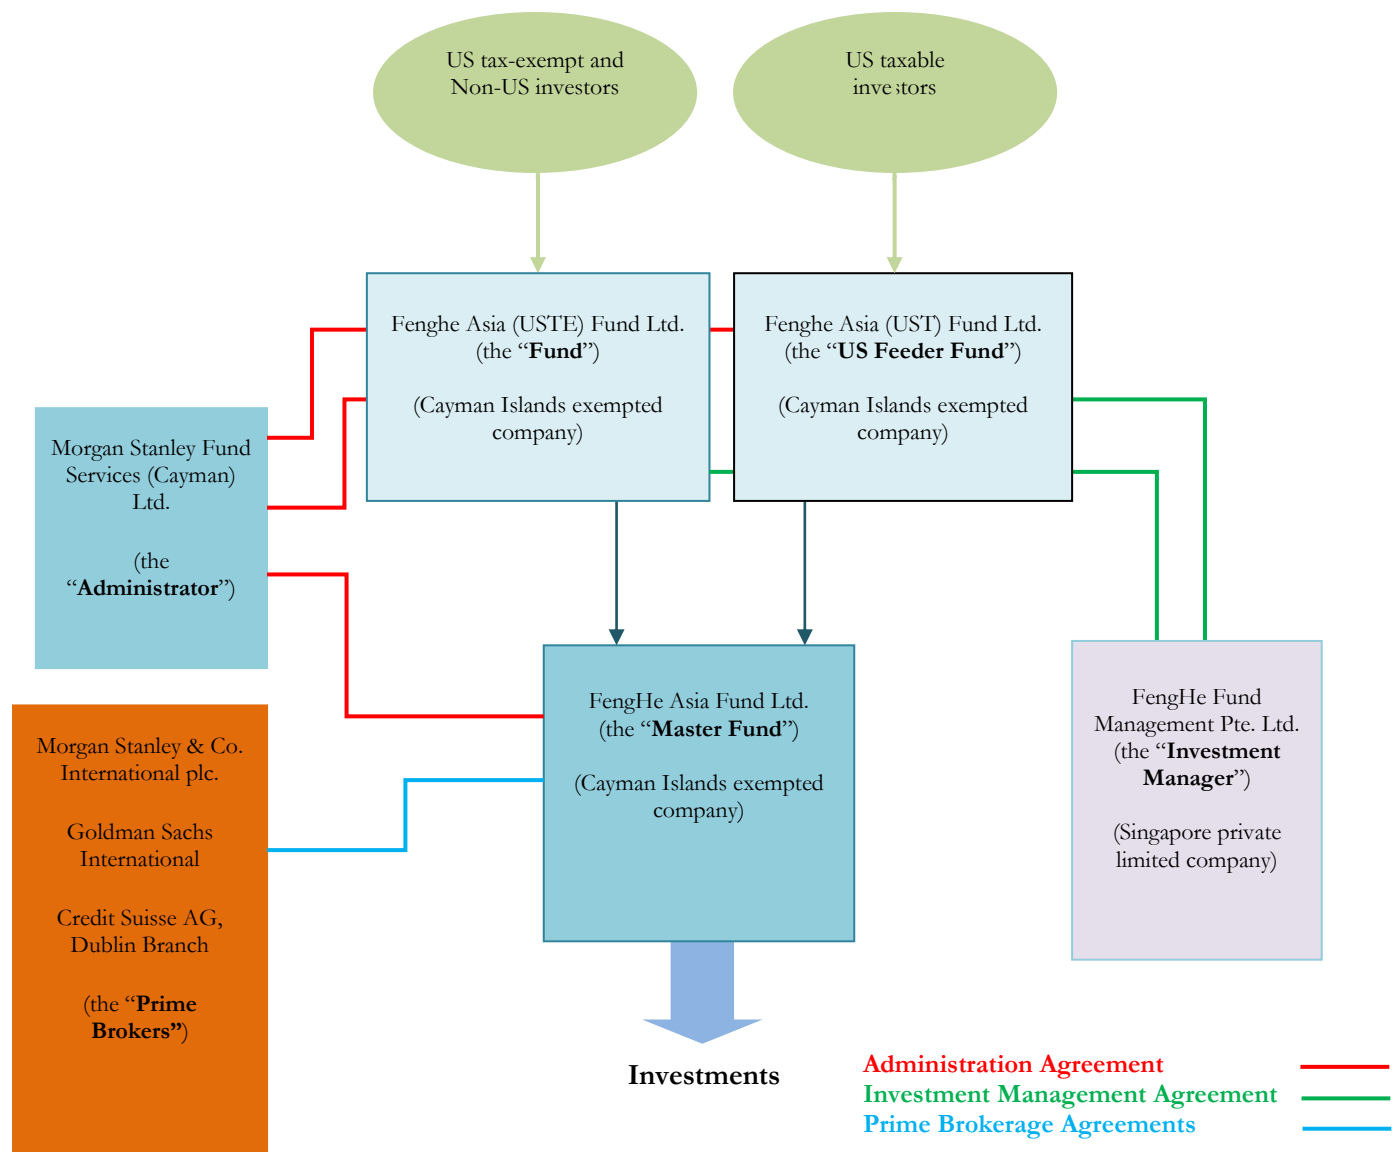 US tax-exempt and
Non-US investors
US taxable
investors
Fenghe Asia (USTE) Fund Ltd.
(the “Fund”)
(Cayman Islands exempted
company)
Fenghe Asia (UST) Fund Ltd.
(the “US Feeder Fund”)
(Cayman Islands exempted
company)
Morgan Stanley Fund
Services (Cayman)
Ltd.
(the
“Administrator”)
FengHe Asia Fund Ltd.
(the “Master Fund”)
(Cayman Islands exempted
company)
FengHe Fund
Management Pte. Ltd.
(the “Investment
Manager”)
(Singapore private
limited company)
Morgan Stanley & Co.
International plc.
Goldman Sachs
International
Credit Suisse AG,
Dublin Branch
(the “Prime
Brokers”)
Investments
Administration Agreement
Investment Management Agreement
Prime Brokerage Agreements